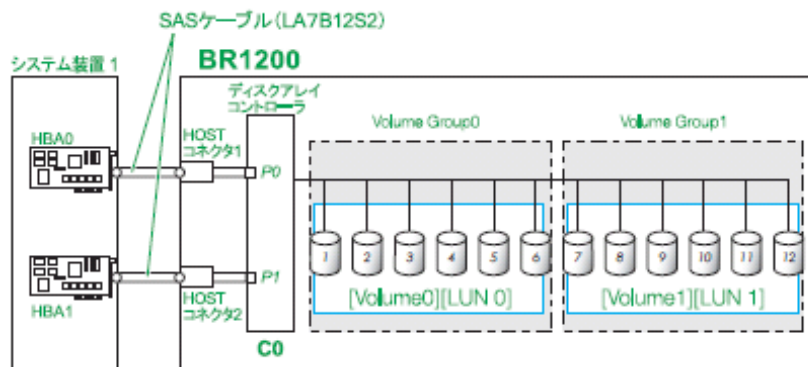 SASケーブル(LA7B12S2)
システム装置 1
BR1200
ディスクアレイ
コントローラ
Volume Group0
Volume Group1
HBA0
HOST
コネクタ1
P0
1 2 3 4 5 6 7 8 9 10 11 12
P1
[Volume0][LUN 0]
[Volume1][LUN 1]
HBA1
HOST
コネクタ2
C0